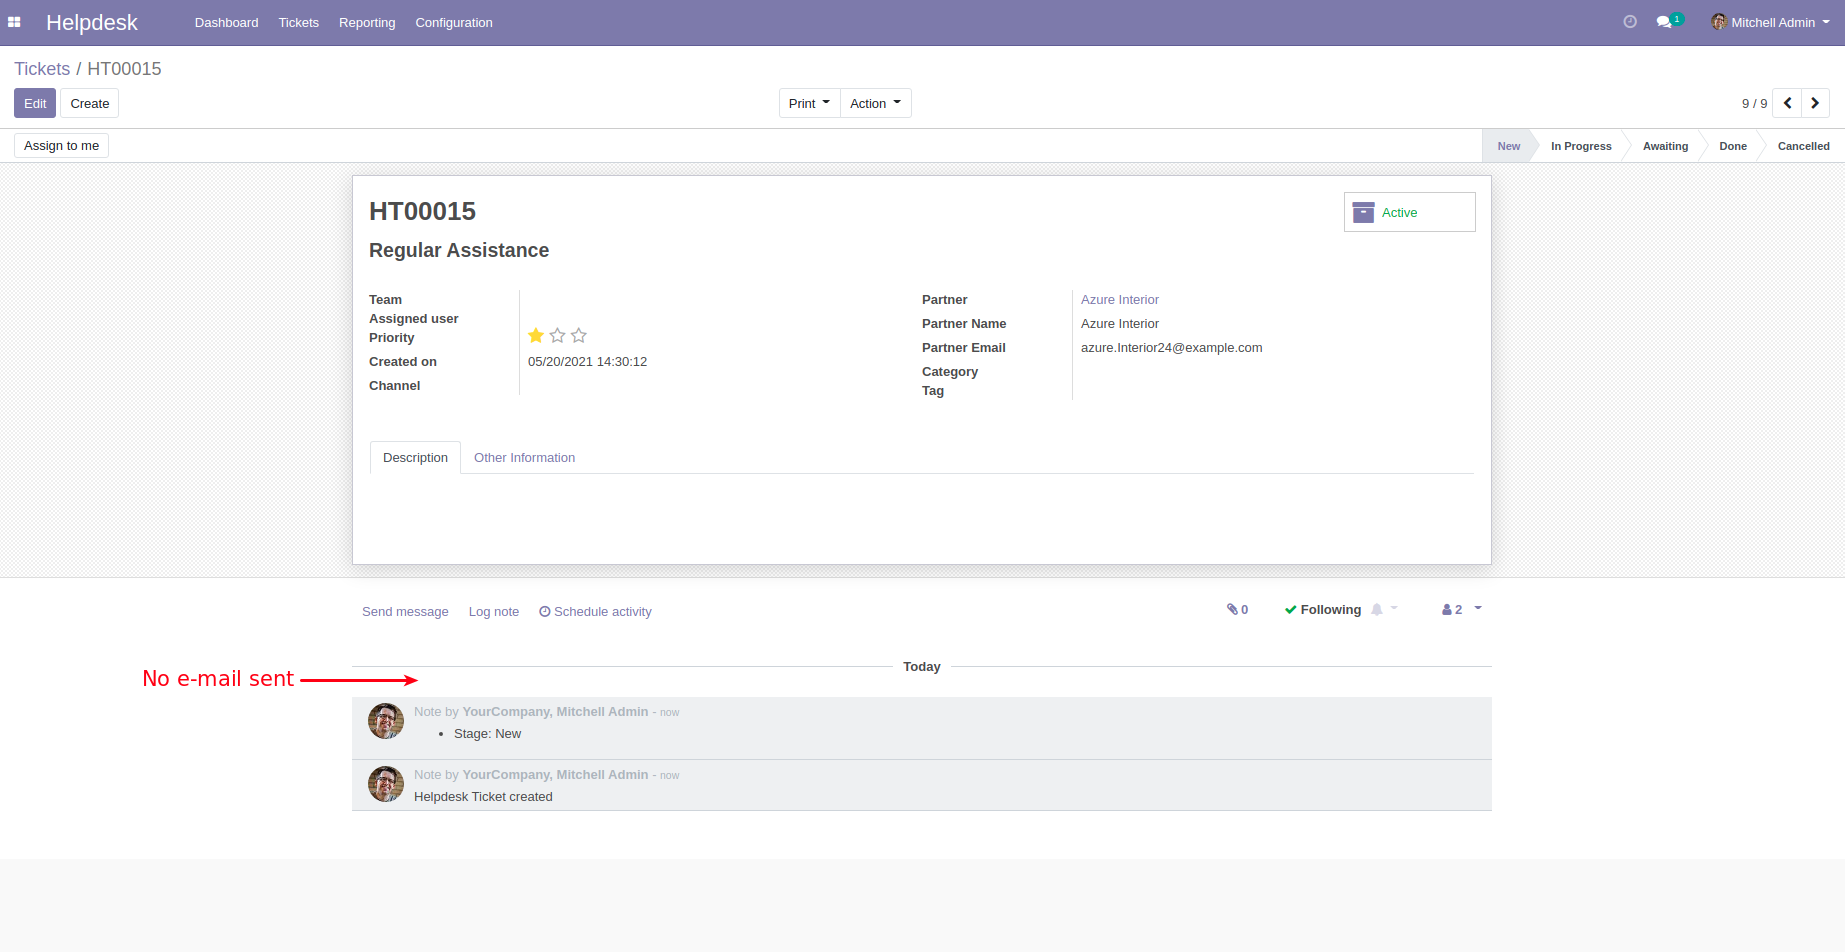 Helpdesk Dashboard Tickets Reporting Configuration 1 Mitchell Admin
Tickets / HT00015
Edit Create Print Action 9 / 9
Assign to me New In Progress Awaiting Done Cancelled
HT00015 Active
Regular Assistance
Team
Assigned user
Priority
Created on 05/20/2021 14:30:12
Channel
Partner Azure Interior
Partner Name Azure Interior
Partner Email azure.Interior24@example.com
Category
Tag
Description Other Information
Send message Log note Schedule activity 0 Following 2
Today
No e-mail sent
Note by YourCompany, Mitchell Admin - now
• Stage: New
Note by YourCompany, Mitchell Admin - now
Helpdesk Ticket created